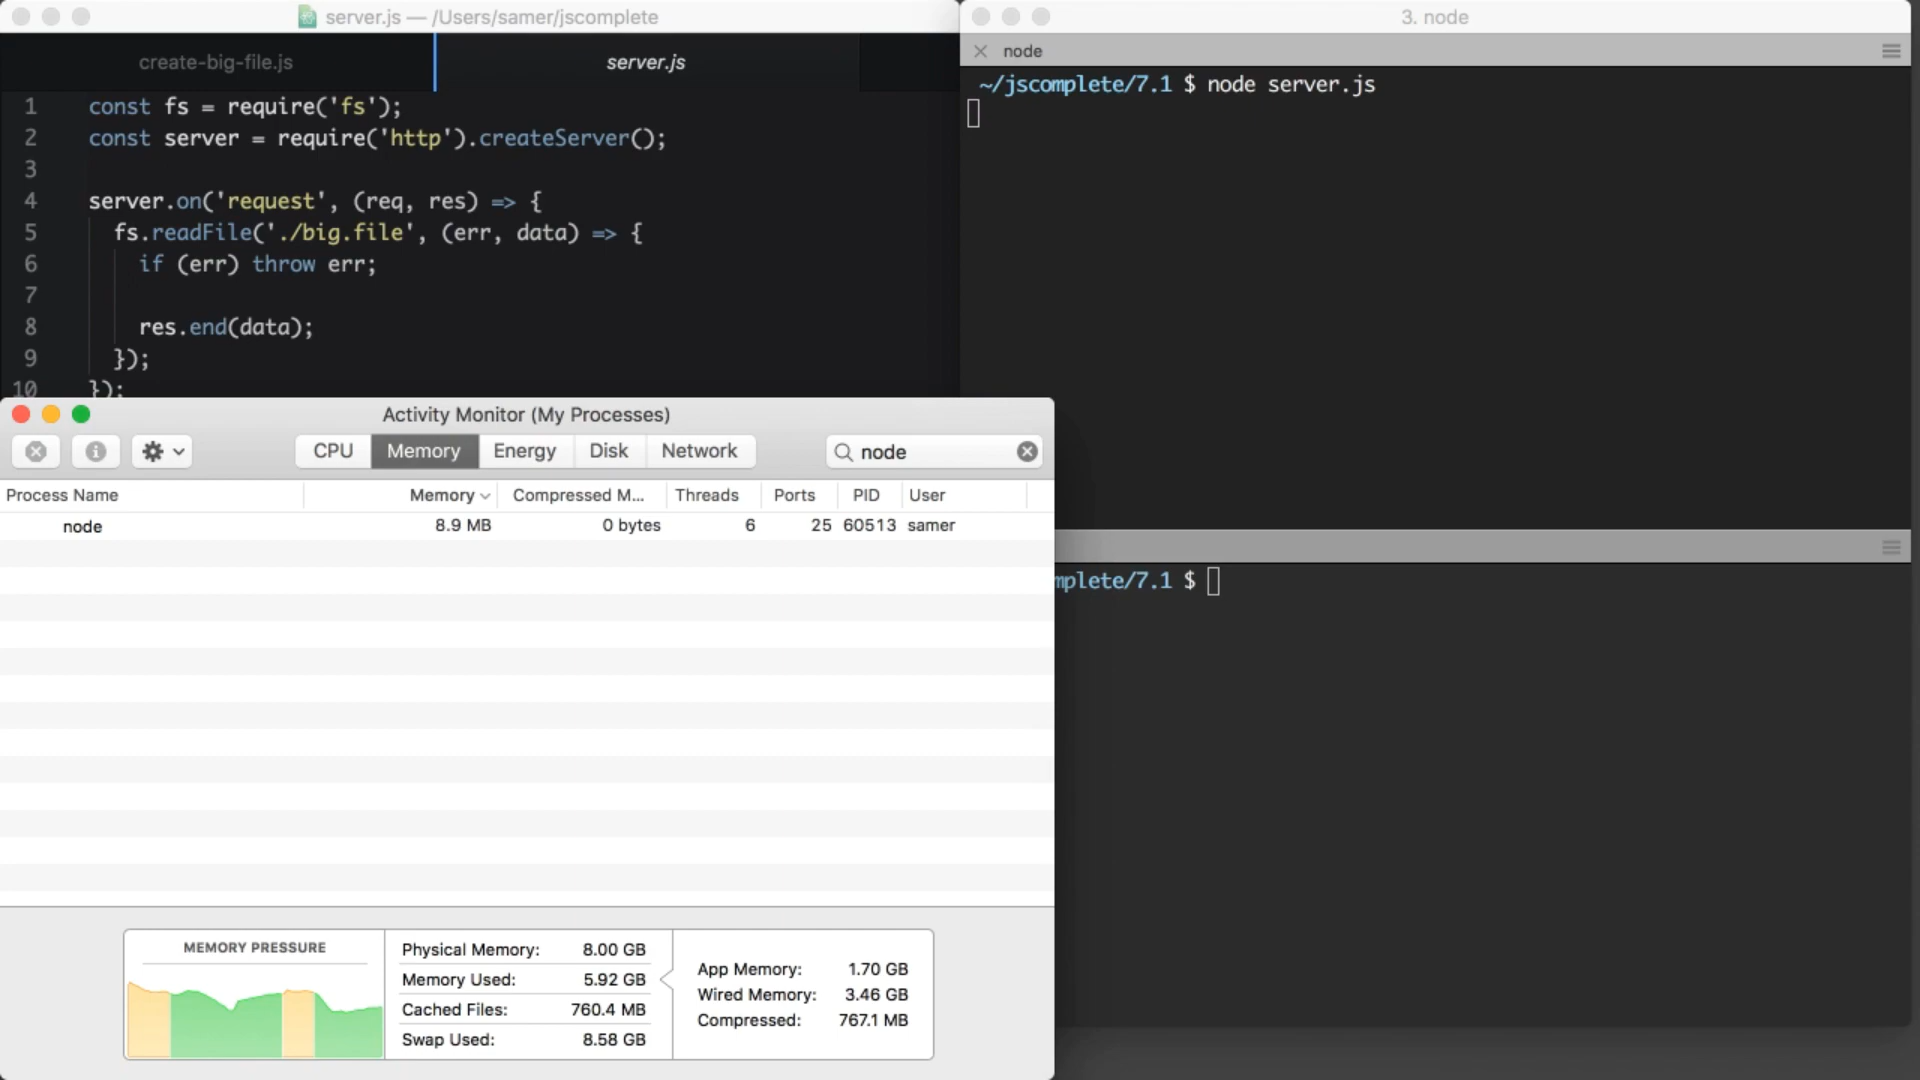 server.js — /Users/samer/jscomplete
create-big-file.js
server.js
1 const fs = require('fs');
2 const server = require('http').createServer();
3
4 server.on('request', (req, res) => {
5 fs.readFile('./big.file', (err, data) => {
6 if (err) throw err;
7
8 res.end(data);
9 });
10 });
3. node
node
~/jscomplete/7.1 $ node server.js
mplete/7.1 $
Activity Monitor (My Processes)
CPU Memory Energy Disk Network
node
Process Name Memory Compressed M... Threads Ports PID User
node 8.9 MB 0 bytes 6 25 60513 samer
MEMORY PRESSURE
Physical Memory: 8.00 GB
Memory Used: 5.92 GB
Cached Files: 760.4 MB
Swap Used: 8.58 GB
App Memory: 1.70 GB
Wired Memory: 3.46 GB
Compressed: 767.1 MB